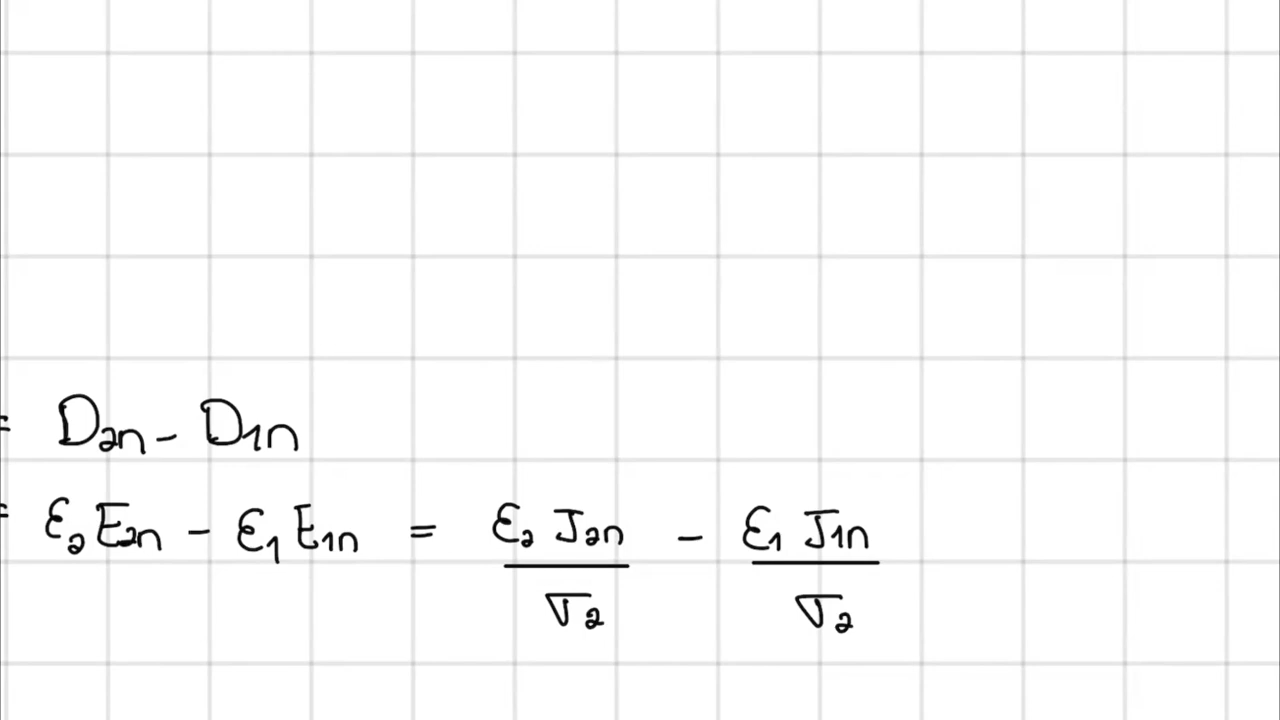 = D₂ₙ - D₁ₙ
= ε₂ E₂ₙ - ε₁ E₁ₙ = ε₂ J₂ₙ / σ₂ - ε₁ J₁ₙ / σ₂